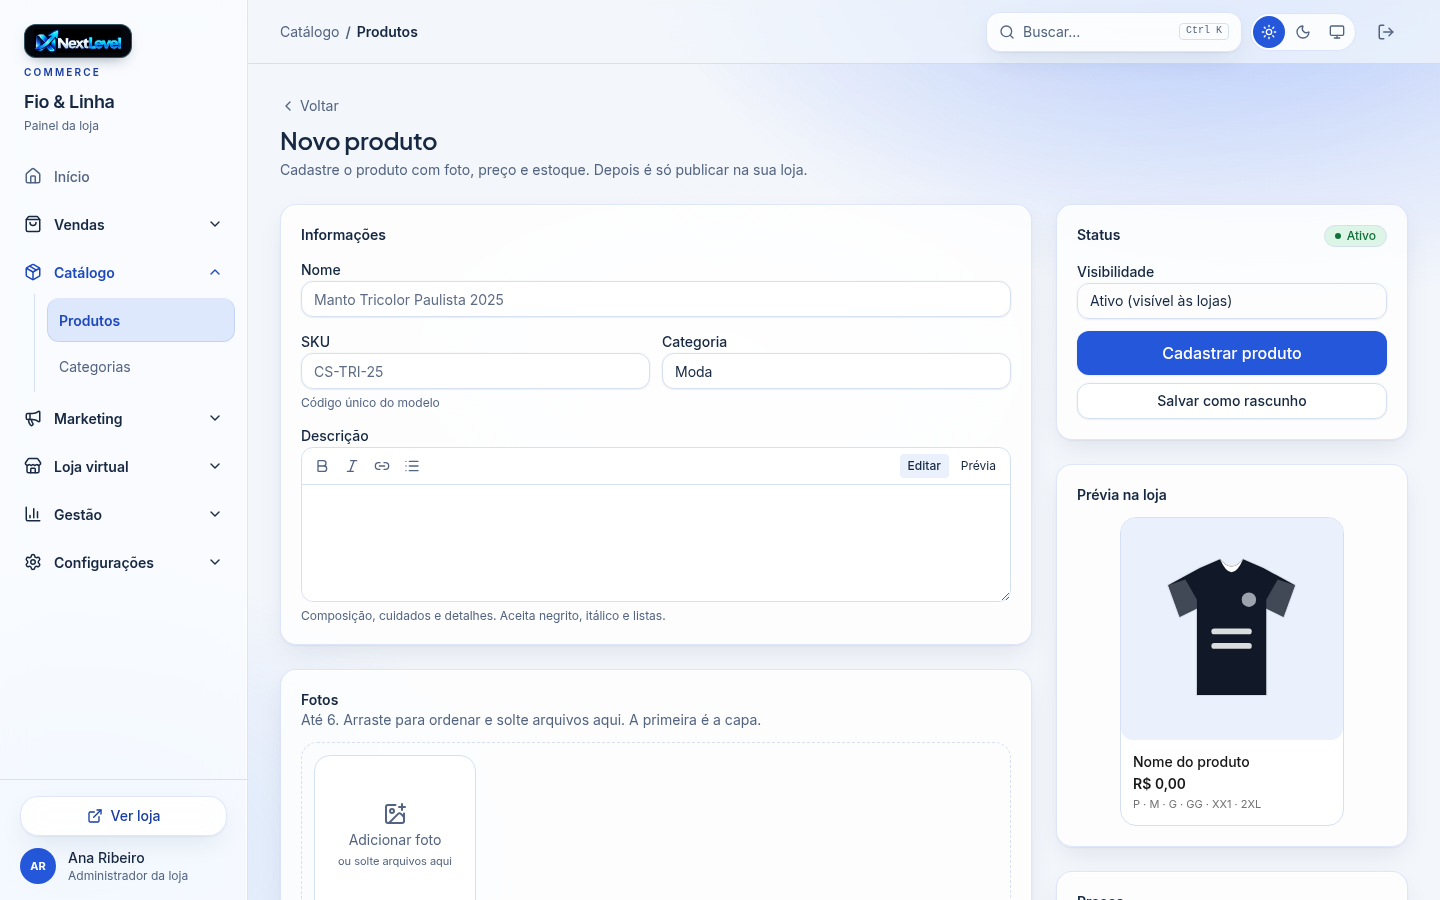 NextLevel
COMMERCE
Fio & Linha
Painel da loja
Início
Vendas
Catálogo
Produtos
Categorias
Marketing
Loja virtual
Gestão
Configurações
Ver loja
AR
Ana Ribeiro
Administrador da loja
Catálogo / Produtos
Buscar...
Ctrl K
Voltar
Novo produto
Cadastre o produto com foto, preço e estoque. Depois é só publicar na sua loja.
Informações
Nome
Manto Tricolor Paulista 2025
SKU
Categoria
CS-TRI-25
Moda
Código único do modelo
Descrição
Editar
Prévia
Composição, cuidados e detalhes. Aceita negrito, itálico e listas.
Fotos
Até 6. Arraste para ordenar e solte arquivos aqui. A primeira é a capa.
Adicionar foto
ou solte arquivos aqui
Status
Ativo
Visibilidade
Ativo (visível às lojas)
Cadastrar produto
Salvar como rascunho
Prévia na loja
Nome do produto
R$ 0,00
P · M · G · GG · XX1 · 2XL